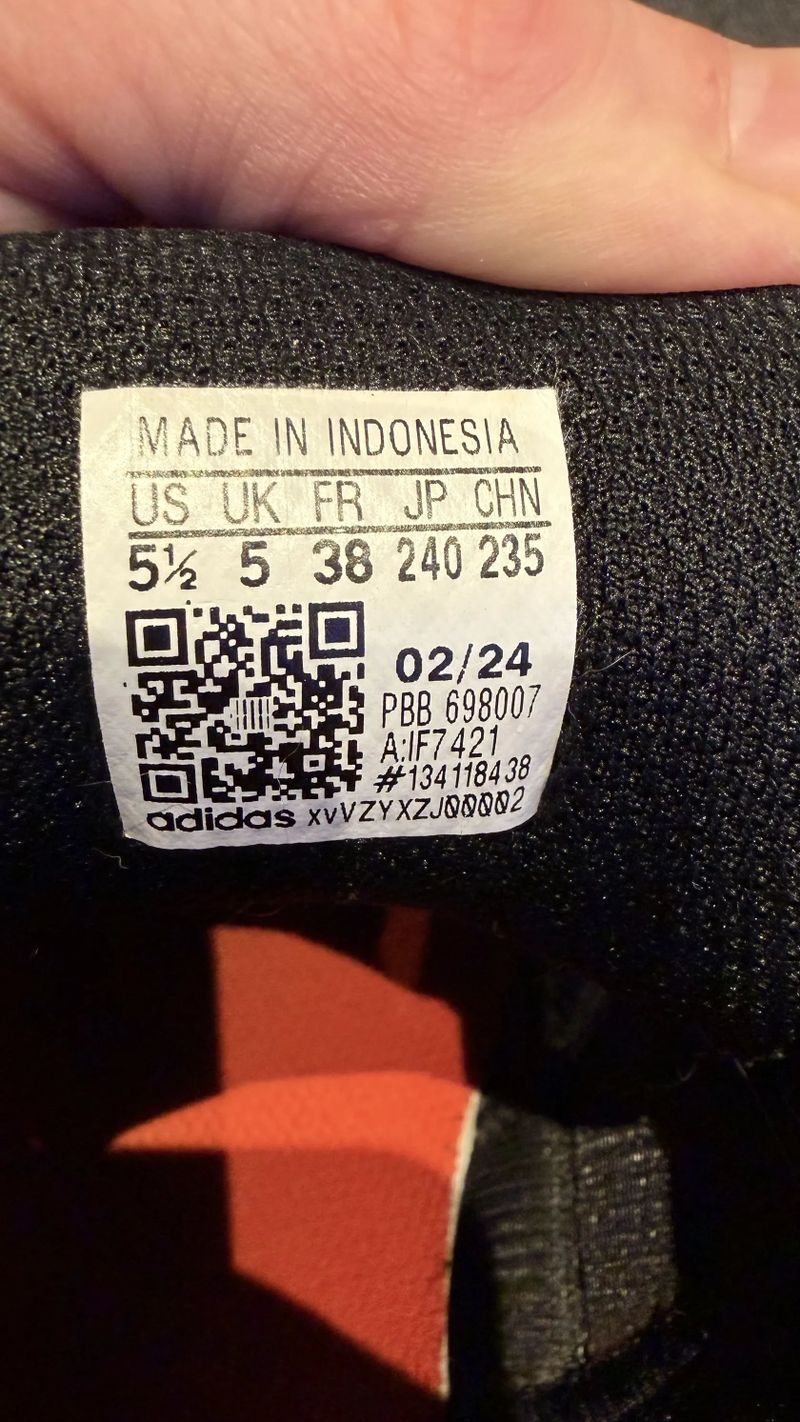 MADE IN INDONESIA
US UK FR JP CHN
5½ 5 38 240 235
02/24
PBB 698007
A:IF7421
#134118438
adidas xvVZYXZJ00002